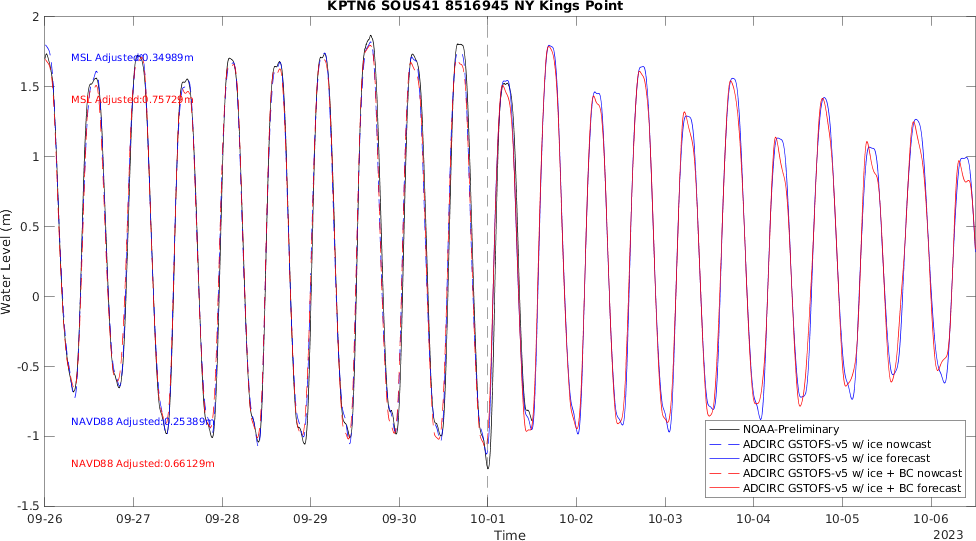 KPTN6 SOUS41 8516945 NY Kings Point
2
1.5
1
0.5
0
-0.5
-1
-1.5
Water Level (m)
MSL Adjusted:0.34989m
MSL Adjusted:0.75729m
NAVD88 Adjusted:0.25389m
NAVD88 Adjusted:0.66129m
NOAA-Preliminary
ADCIRC GSTOFS-v5 w/ ice nowcast
ADCIRC GSTOFS-v5 w/ ice forecast
ADCIRC GSTOFS-v5 w/ ice + BC nowcast
ADCIRC GSTOFS-v5 w/ ice + BC forecast
09-26 09-27 09-28 09-29 09-30 10-01 10-02 10-03 10-04 10-05 10-06
Time
2023